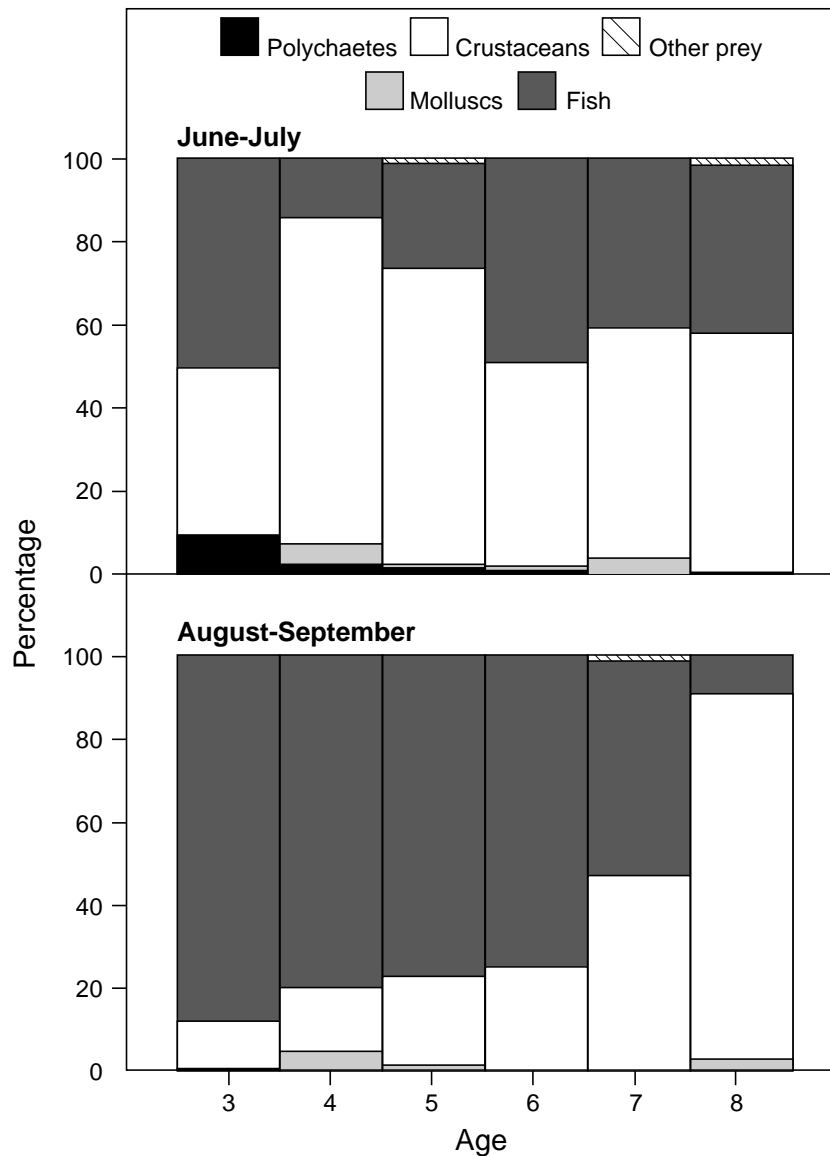 Polychaetes Crustaceans Other prey
Molluscs Fish
June-July
100
80
60
40
20
0
Percentage
August-September
100
80
60
40
20
0
3 4 5 6 7 8
Age